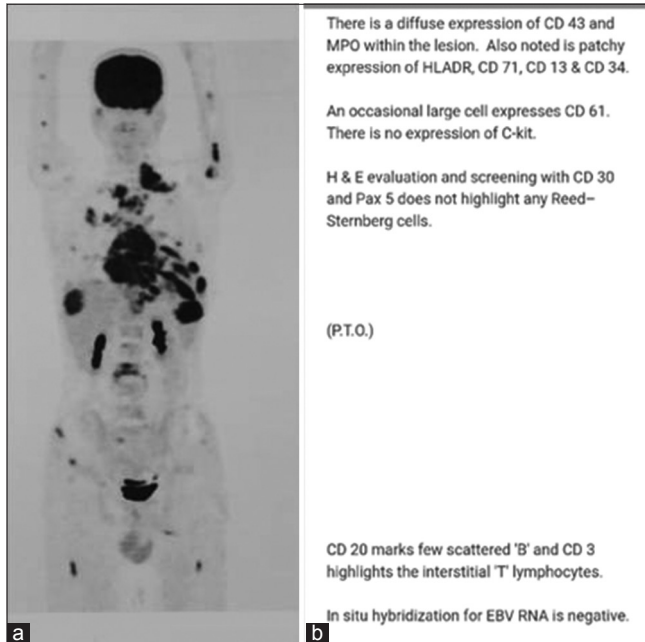 There is a diffuse expression of CD 43 and
MPO within the lesion. Also noted is patchy
expression of HLADR, CD 71, CD 13 & CD 34.
An occasional large cell expresses CD 61.
There is no expression of C-kit.
H & E evaluation and screening with CD 30
and Pax 5 does not highlight any Reed–
Sternberg cells.
(P.T.O.)
CD 20 marks few scattered 'B' and CD 3
highlights the interstitial 'T' lymphocytes.
In situ hybridization for EBV RNA is negative.
a
b